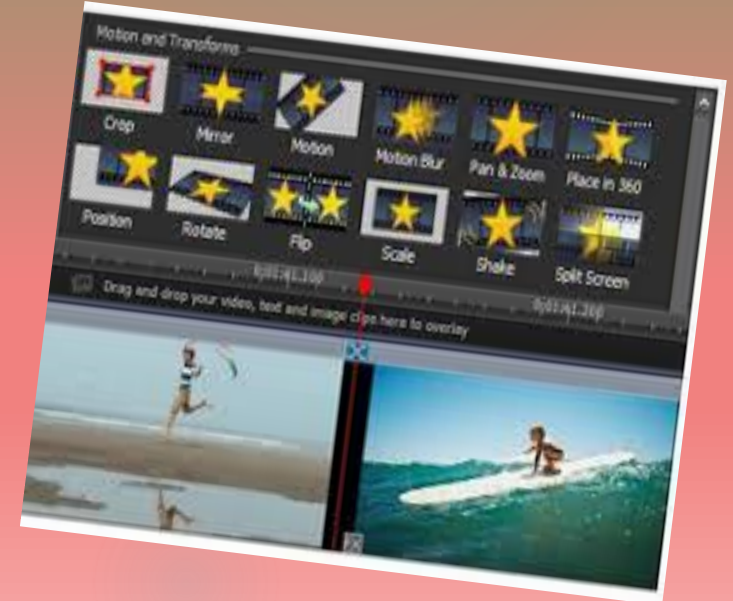 Motion and Transforms
Crop Mirror Motion Motion Blur Pan & Zoom Place in 360
Position Rotate Flip Scale Shake Split Screen
Drag and drop your video, text and image clips here to overlay